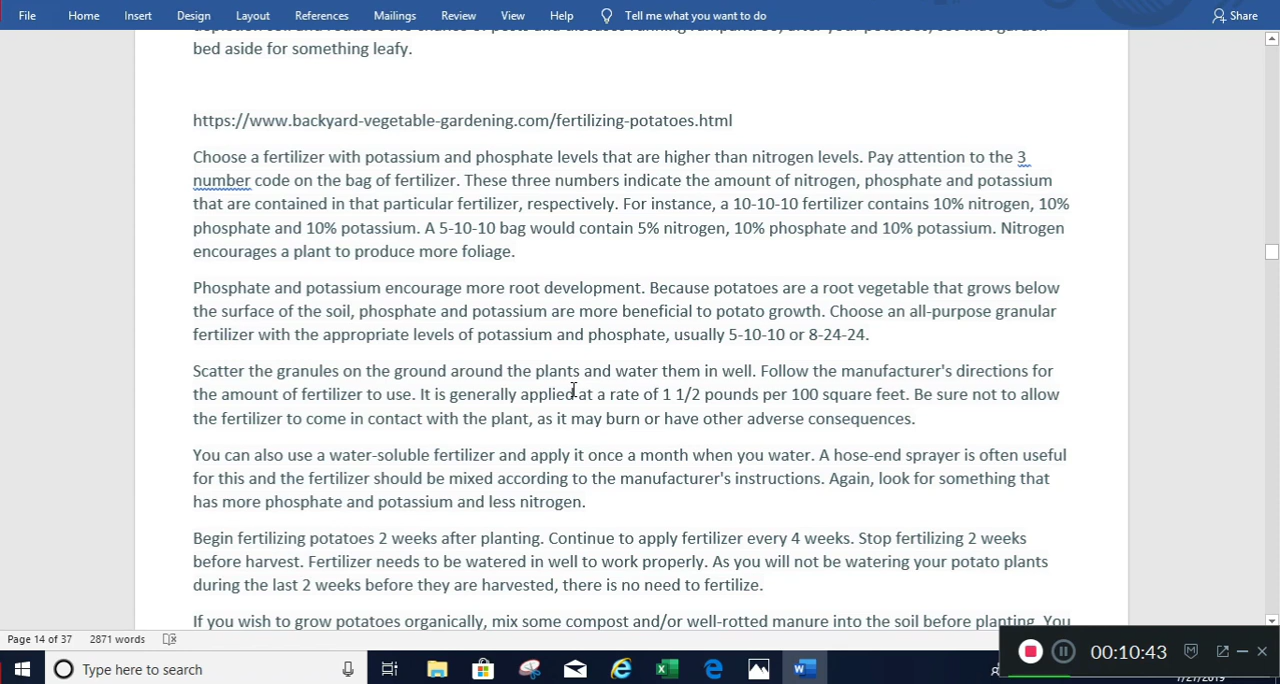 File Home Insert Design Layout References Mailings Review View Help Tell me what you want to do Share
bed aside for something leafy.
https://www.backyard-vegetable-gardening.com/fertilizing-potatoes.html
Choose a fertilizer with potassium and phosphate levels that are higher than nitrogen levels. Pay attention to the 3
number code on the bag of fertilizer. These three numbers indicate the amount of nitrogen, phosphate and potassium
that are contained in that particular fertilizer, respectively. For instance, a 10-10-10 fertilizer contains 10% nitrogen, 10%
phosphate and 10% potassium. A 5-10-10 bag would contain 5% nitrogen, 10% phosphate and 10% potassium. Nitrogen
encourages a plant to produce more foliage.
Phosphate and potassium encourage more root development. Because potatoes are a root vegetable that grows below
the surface of the soil, phosphate and potassium are more beneficial to potato growth. Choose an all-purpose granular
fertilizer with the appropriate levels of potassium and phosphate, usually 5-10-10 or 8-24-24.
Scatter the granules on the ground around the plants and water them in well. Follow the manufacturer's directions for
the amount of fertilizer to use. It is generally applied at a rate of 1 1/2 pounds per 100 square feet. Be sure not to allow
the fertilizer to come in contact with the plant, as it may burn or have other adverse consequences.
You can also use a water-soluble fertilizer and apply it once a month when you water. A hose-end sprayer is often useful
for this and the fertilizer should be mixed according to the manufacturer's instructions. Again, look for something that
has more phosphate and potassium and less nitrogen.
Begin fertilizing potatoes 2 weeks after planting. Continue to apply fertilizer every 4 weeks. Stop fertilizing 2 weeks
before harvest. Fertilizer needs to be watered in well to work properly. As you will not be watering your potato plants
during the last 2 weeks before they are harvested, there is no need to fertilize.
If you wish to grow potatoes organically, mix some compost and/or well-rotted manure into the soil before planting. You
Page 14 of 37 2871 words
00:10:43
Type here to search